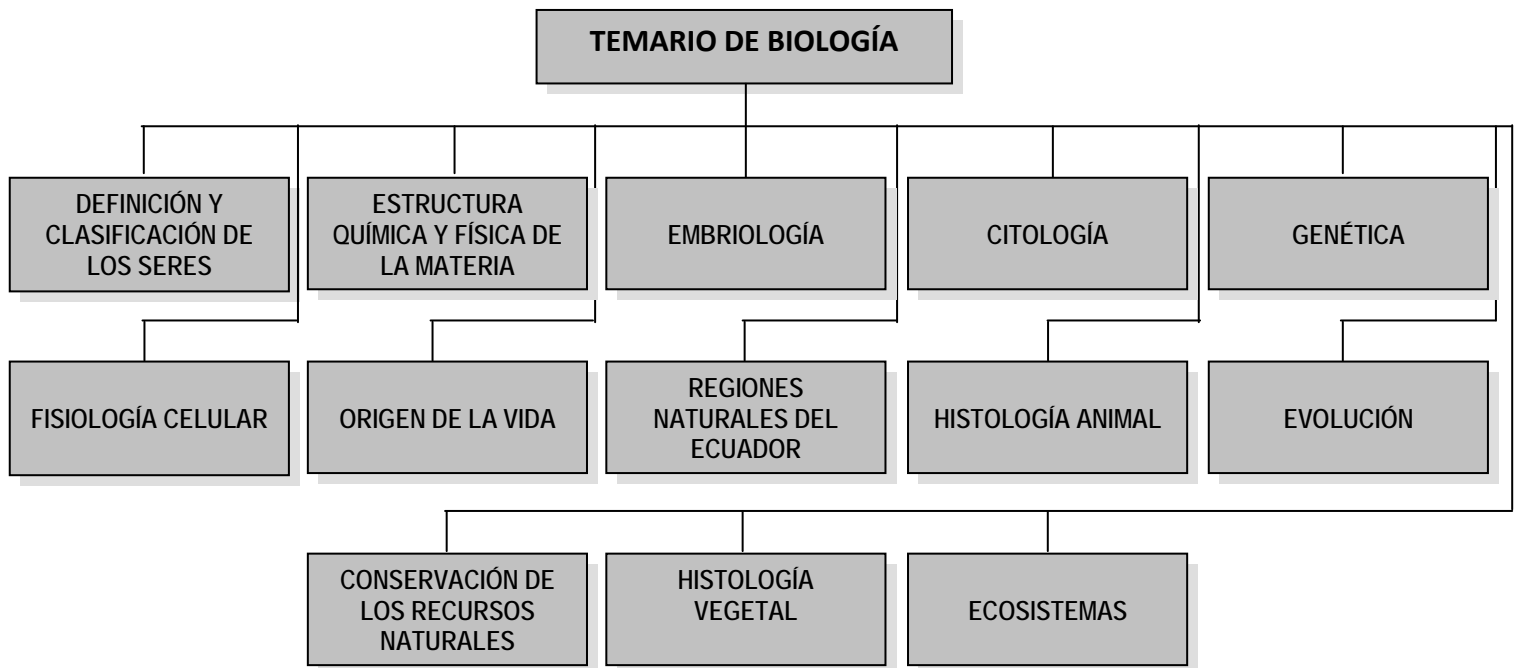 TEMARIO DE BIOLOGÍA
DEFINICIÓN Y
CLASIFICACIÓN DE
LOS SERES
ESTRUCTURA
QUÍMICA Y FÍSICA DE
LA MATERIA
EMBRIOLOGÍA
CITOLOGÍA
GENÉTICA
FISIOLOGÍA CELULAR
ORIGEN DE LA VIDA
REGIONES
NATURALES DEL
ECUADOR
HISTOLOGÍA ANIMAL
EVOLUCIÓN
CONSERVACIÓN DE
LOS RECURSOS
NATURALES
HISTOLOGÍA
VEGETAL
ECOSISTEMAS